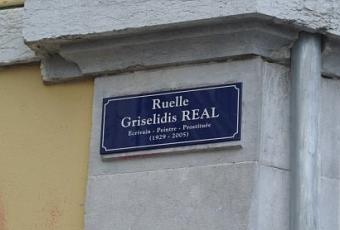 Ruelle
Griselidis REAL
Ecrivain - Peintre - Prostituée
(1929 - 2005)